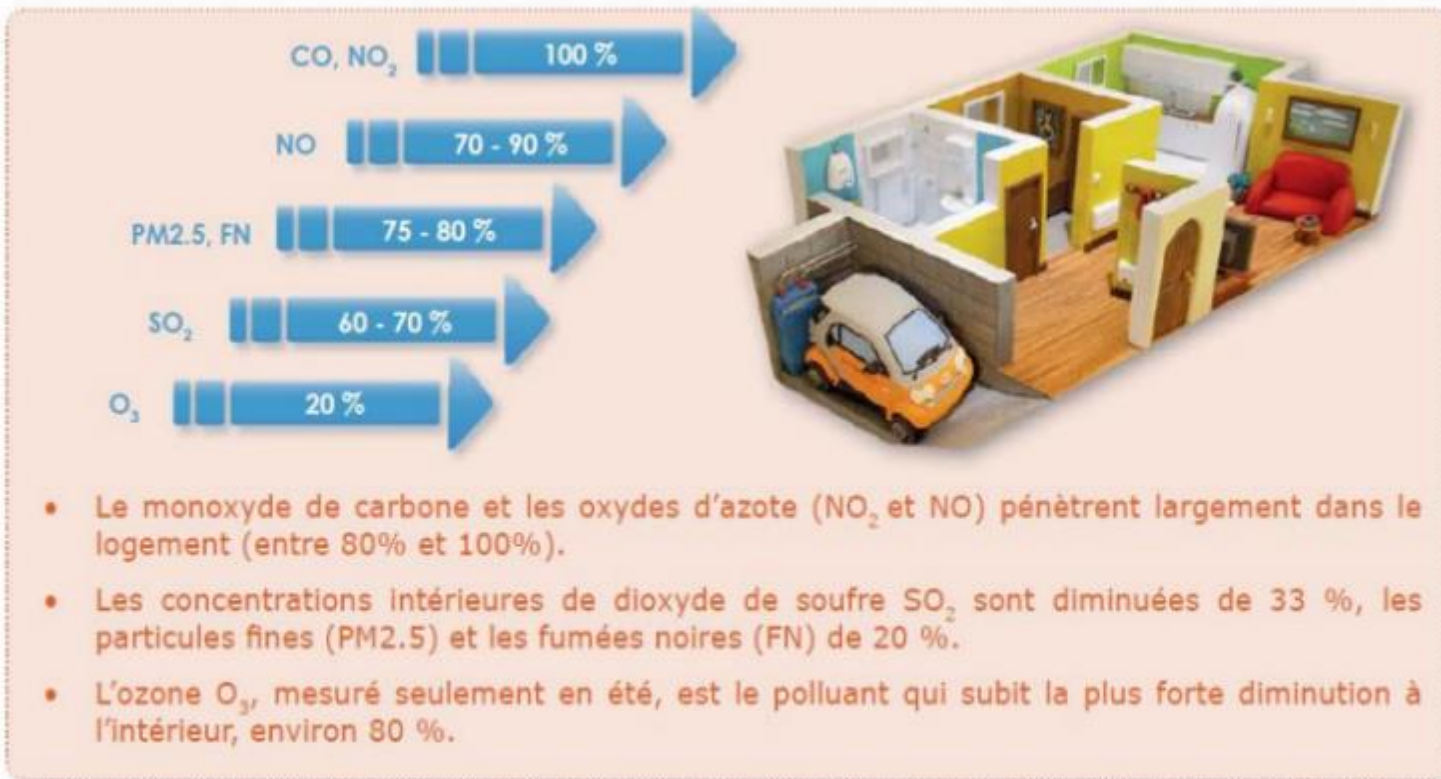 CO, NO₂ 100 %
NO 70 - 90 %
PM2.5, FN 75 - 80 %
SO₂ 60 - 70 %
O₃ 20 %
• Le monoxyde de carbone et les oxydes d'azote (NO₂ et NO) pénètrent largement dans le
logement (entre 80% et 100%).
• Les concentrations intérieures de dioxyde de soufre SO₂ sont diminuées de 33 %, les
particules fines (PM2.5) et les fumées noires (FN) de 20 %.
• L'ozone O₃, mesuré seulement en été, est le polluant qui subit la plus forte diminution à
l'intérieur, environ 80 %.